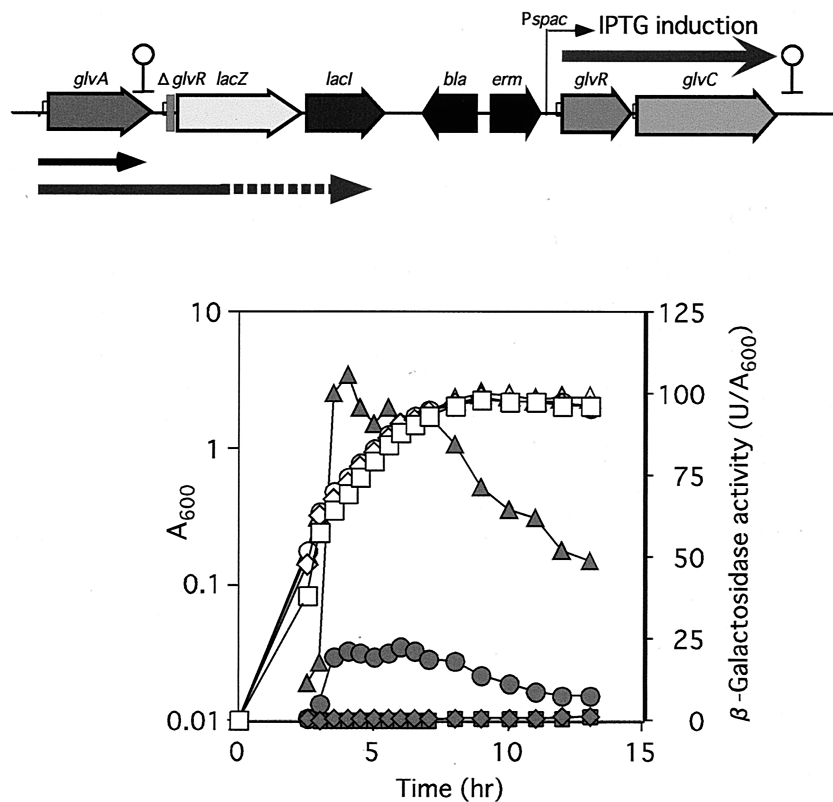 Pspac IPTG induction
glvA Δ glvR lacZ lacI bla erm glvR glvC
10
1
0.1
0.01
A600
125
100
75
50
25
0
β-Galactosidase activity (U/A600)
0 5 10 15
Time (hr)